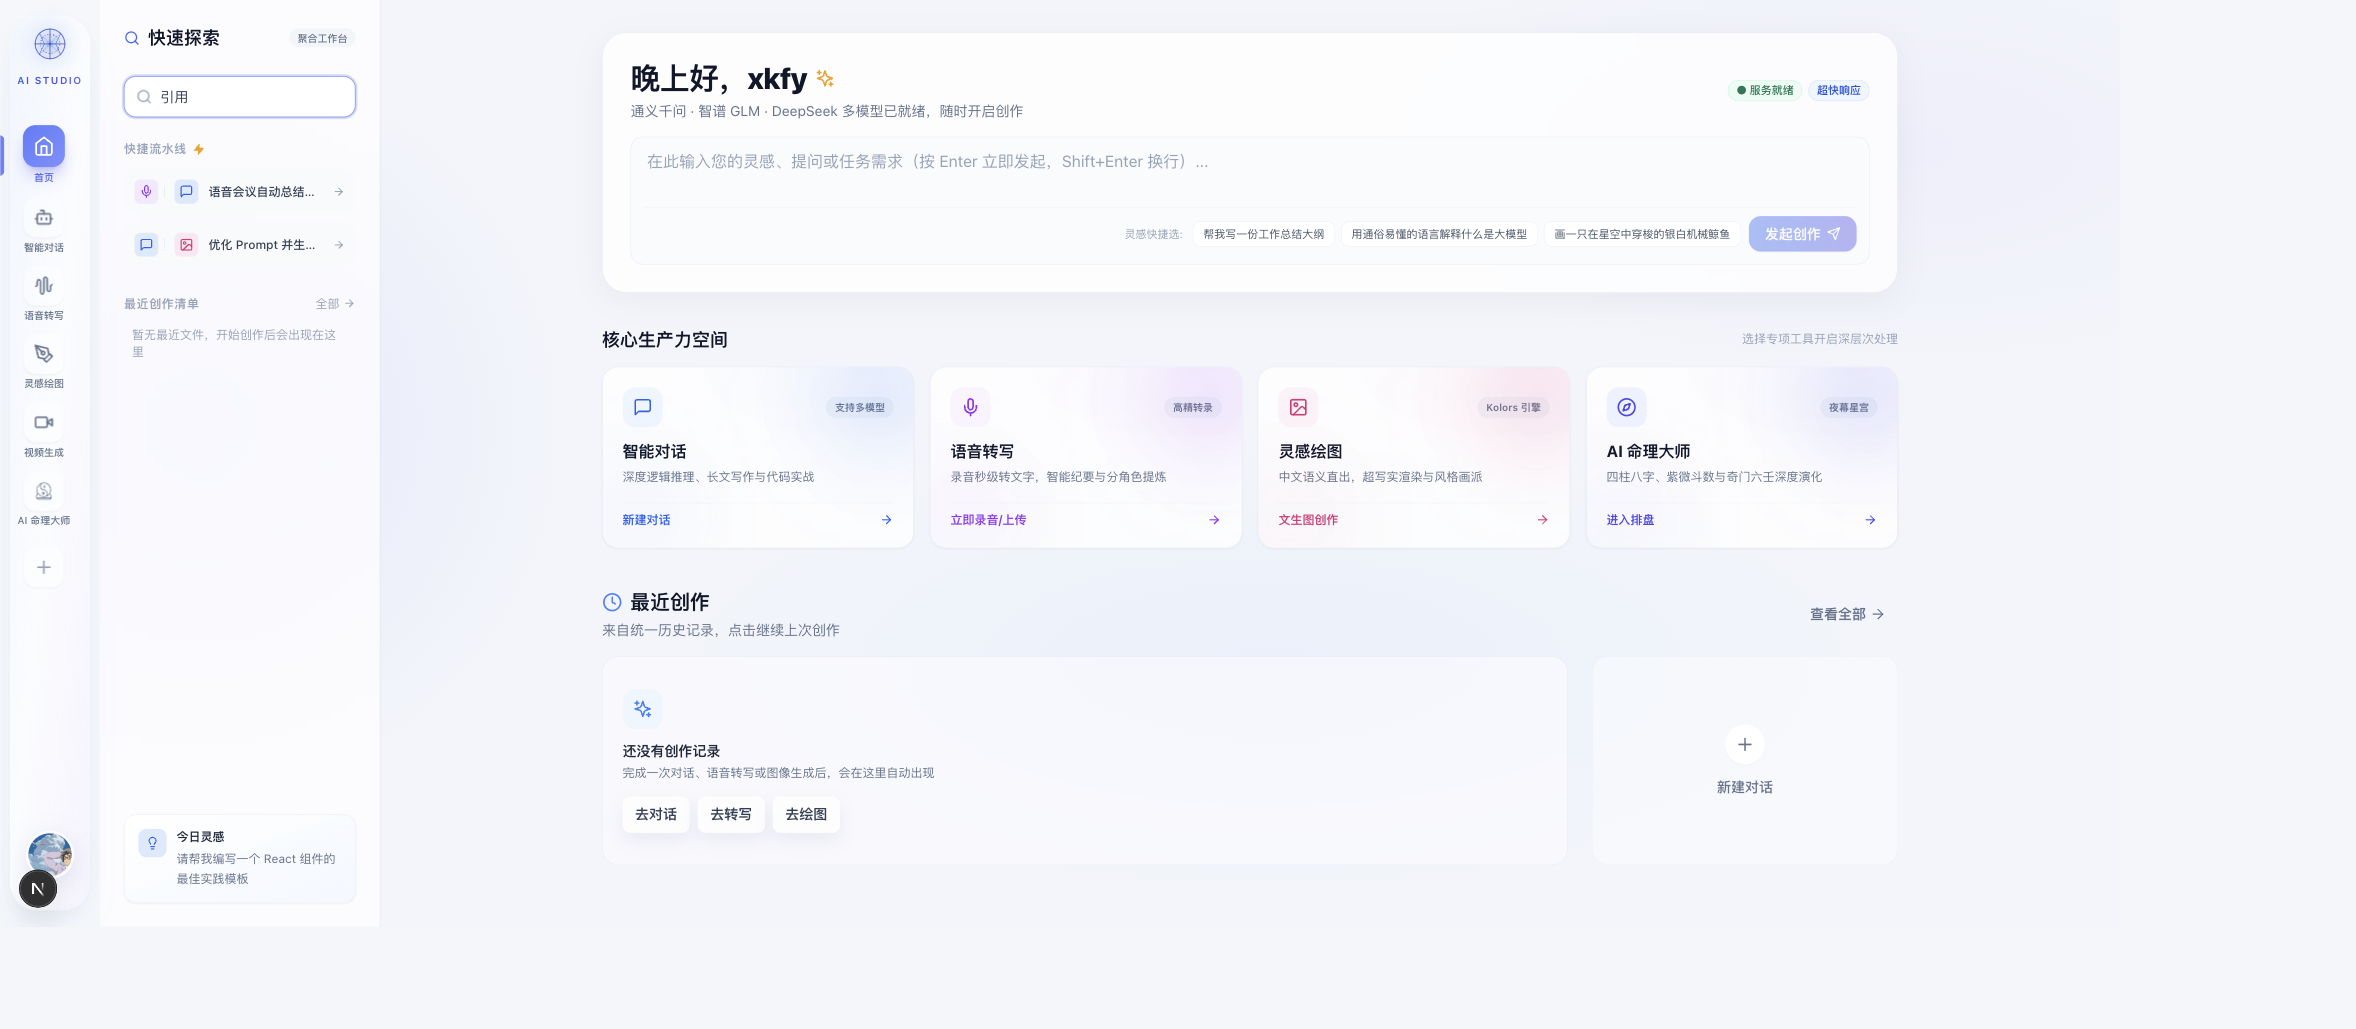 AI STUDIO
首页
智能对话
语音转写
灵感绘图
视频生成
AI 命理大师
N
快速探索
聚合工作台
引用
快捷流水线
语音会议自动总结...
优化 Prompt 并生...
最近创作清单
全部
暂无最近文件，开始创作后会出现在这
里
今日灵感
请帮我编写一个 React 组件的
最佳实践模板
晚上好，xkfy
通义千问 · 智谱 GLM · DeepSeek 多模型已就绪，随时开启创作
服务就绪
超快响应
在此输入您的灵感、提问或任务需求（按 Enter 立即发起，Shift+Enter 换行）...
灵感快捷选:
帮我写一份工作总结大纲
用通俗易懂的语言解释什么是大模型
画一只在星空中穿梭的银白机械鲸鱼
发起创作
核心生产力空间
选择专项工具开启深层次处理
支持多模型
智能对话
深度逻辑推理、长文写作与代码实战
新建对话
高精转录
语音转写
录音秒级转文字，智能纪要与分角色提炼
立即录音/上传
Kolors 引擎
灵感绘图
中文语义直出，超写实渲染与风格画派
文生图创作
夜幕星宫
AI 命理大师
四柱八字、紫微斗数与奇门六壬深度演化
进入排盘
最近创作
来自统一历史记录，点击继续上次创作
查看全部
还没有创作记录
完成一次对话、语音转写或图像生成后，会在这里自动出现
去对话
去转写
去绘图
新建对话